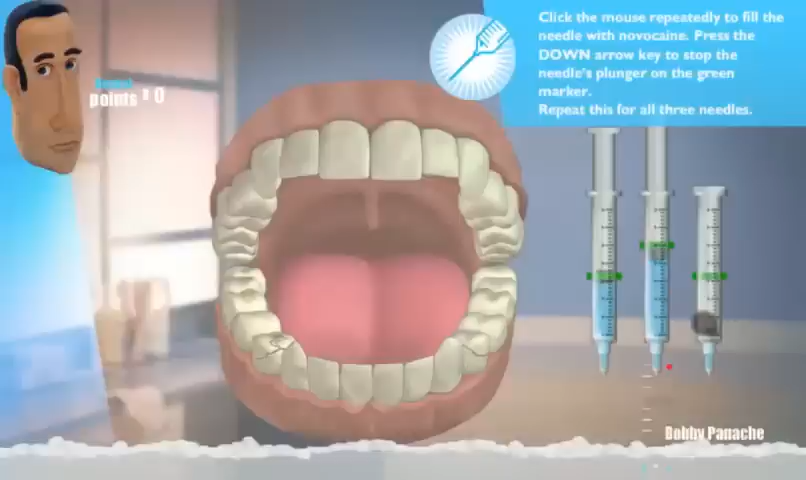 Click the mouse repeatedly to fill the
needle with novocaine. Press the
DOWN arrow key to stop the
needle's plunger on the green
marker.
Repeat this for all three needles.
points : 0
Bobby Panache